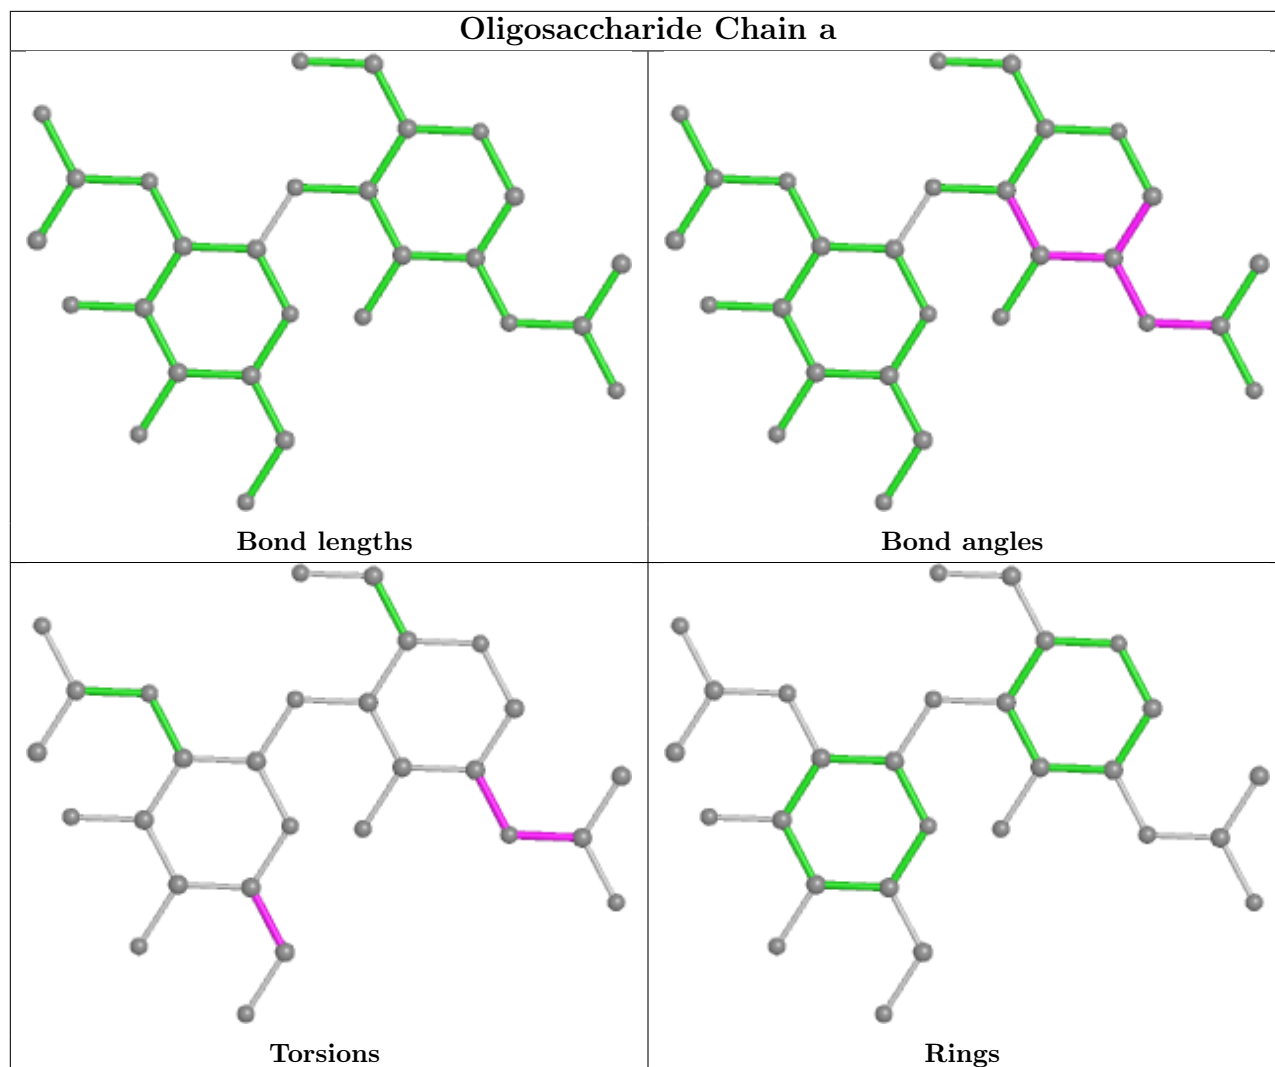 Oligosaccharide Chain a
Bond lengths
Bond angles
Torsions
Rings